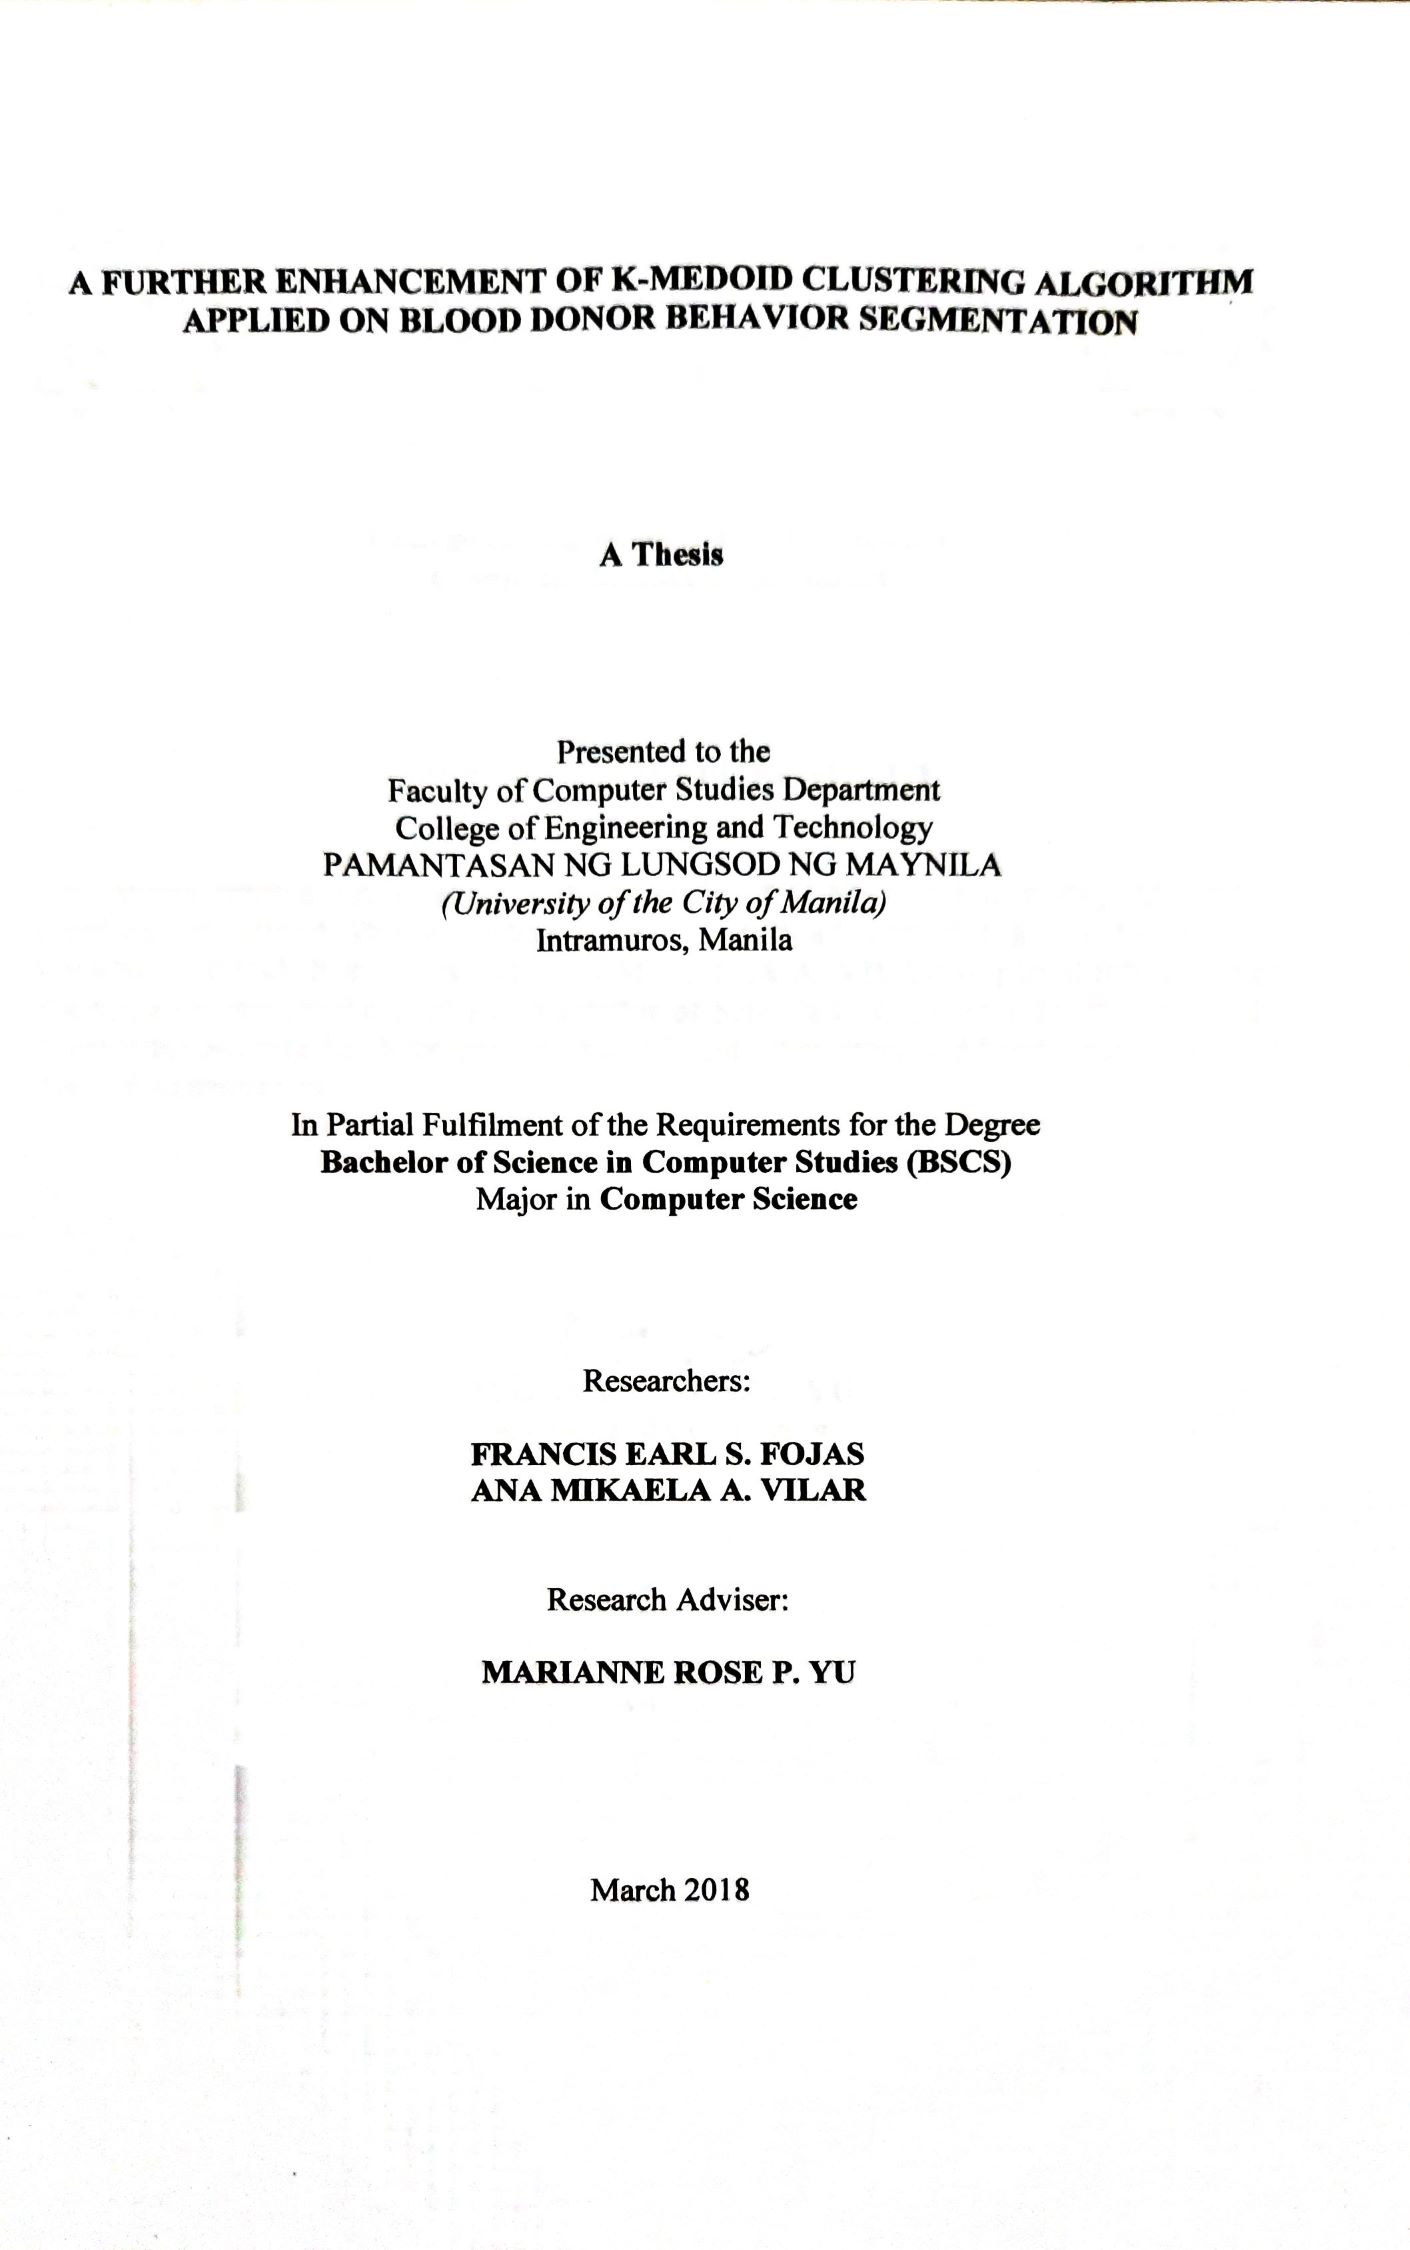 A FURTHER ENHANCEMENT OF K-MEDOID CLUSTERING ALGORITHM
APPLIED ON BLOOD DONOR BEHAVIOR SEGMENTATION
A Thesis
Presented to the
Faculty of Computer Studies Department
College of Engineering and Technology
PAMANTASAN NG LUNGSOD NG MAYNILA
(University of the City of Manila)
Intramuros, Manila
In Partial Fulfilment of the Requirements for the Degree
Bachelor of Science in Computer Studies (BSCS)
Major in Computer Science
Researchers:
FRANCIS EARL S. FOJAS
ANA MIKAELA A. VILAR
Research Adviser:
MARIANNE ROSE P. YU
March 2018